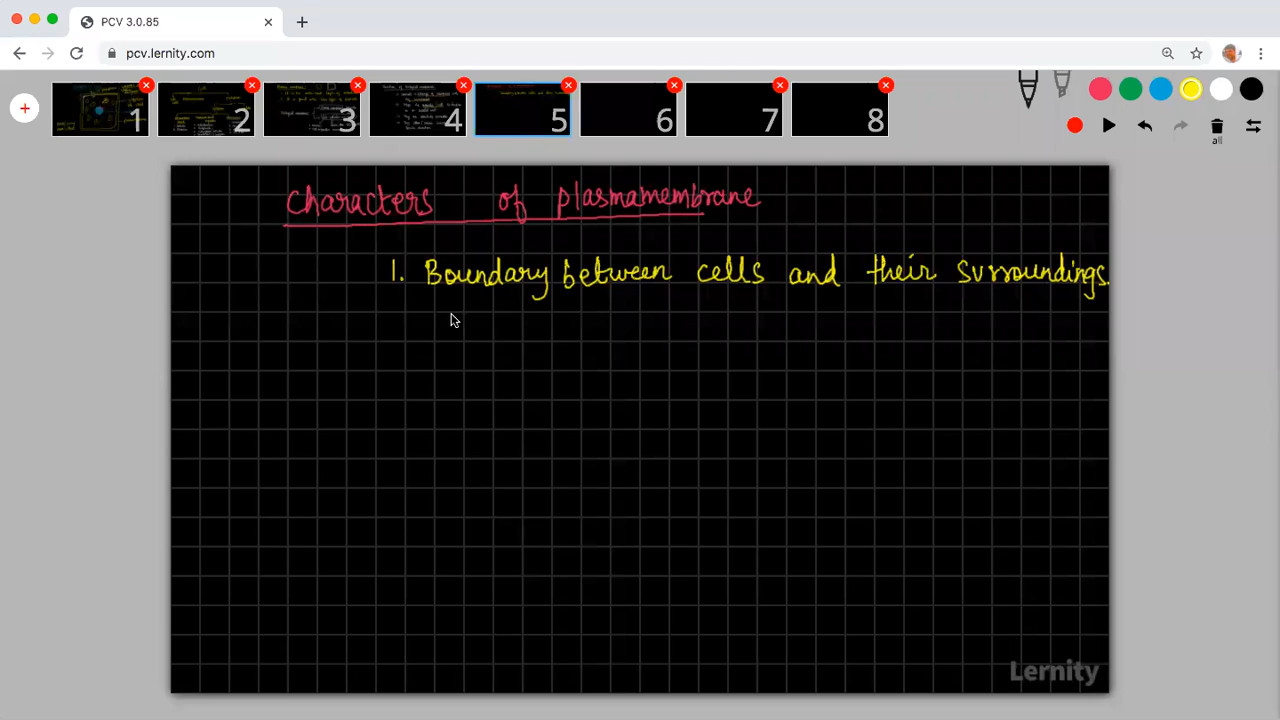 PCV 3.0.85
pcv.lernity.com
1
2
3
4
5
6
7
8
all
Characters of plasmamembrane
1. Boundary between cells and their surroundings.
Lernity